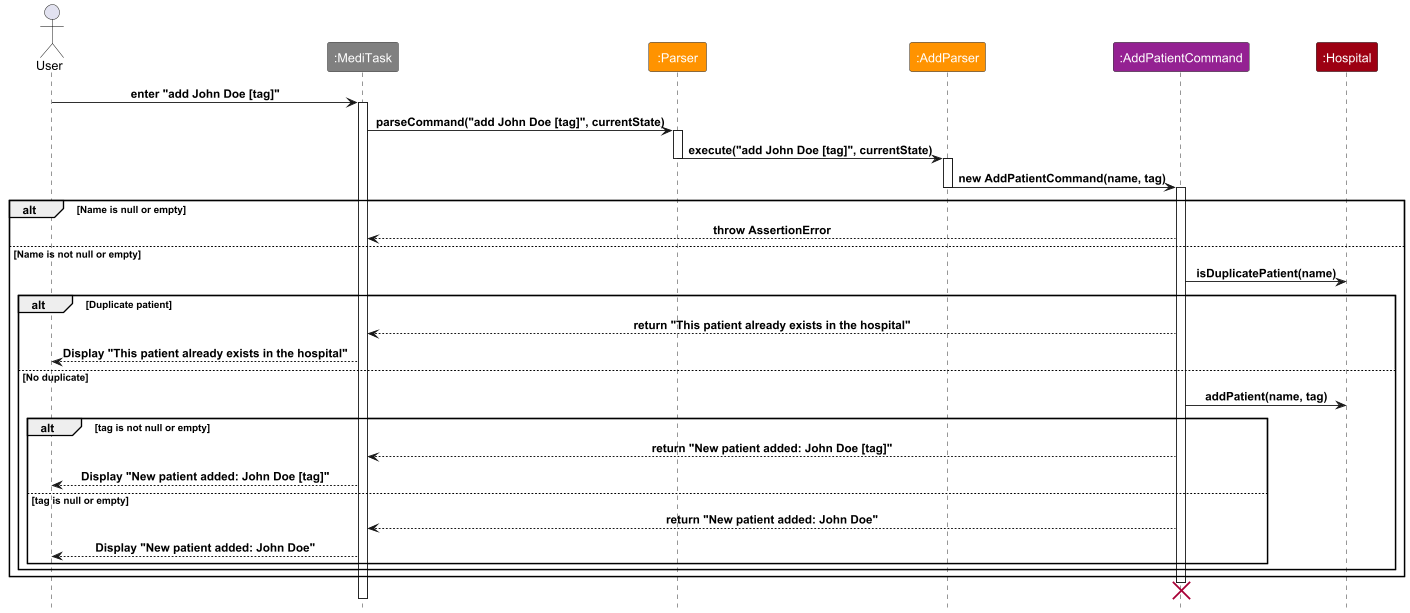 User
:MediTask
:Parser
:AddParser
:AddPatientCommand
:Hospital
enter "add John Doe [tag]"
parseCommand("add John Doe [tag]", currentState)
execute("add John Doe [tag]", currentState)
new AddPatientCommand(name, tag)
alt [Name is null or empty]
throw AssertionError
[Name is not null or empty]
isDuplicatePatient(name)
alt [Duplicate patient]
return "This patient already exists in the hospital"
Display "This patient already exists in the hospital"
[No duplicate]
addPatient(name, tag)
alt [tag is not null or empty]
return "New patient added: John Doe [tag]"
Display "New patient added: John Doe [tag]"
[tag is null or empty]
return "New patient added: John Doe"
Display "New patient added: John Doe"